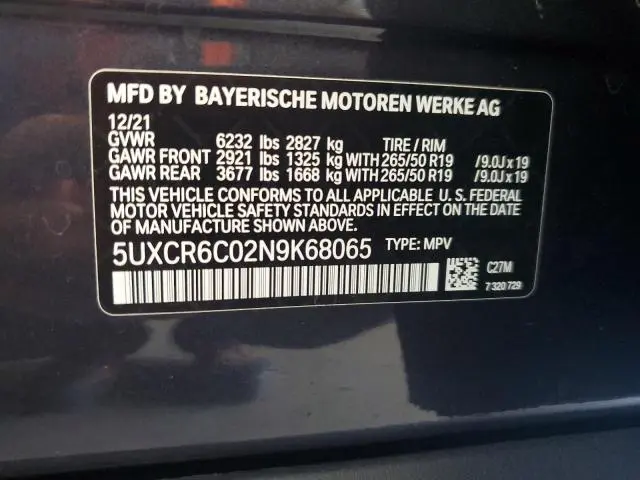 MFD BY BAYERISCHE MOTOREN WERKE AG
12/21
GVWR 6232 lbs 2827 kg TIRE / RIM
GAWR FRONT 2921 lbs 1325 kg WITH 265/50 R19 /9.0J x 19
GAWR REAR 3677 lbs 1668 kg WITH 265/50 R19 /9.0J x 19
THIS VEHICLE CONFORMS TO ALL APPLICABLE U. S. FEDERAL
MOTOR VEHICLE SAFETY STANDARDS IN EFFECT ON
THE DATE OF MANUFACTURE SHOWN ABOVE.
5UXCR6C02N9K68065 TYPE: MPV
C27M
7 320 729